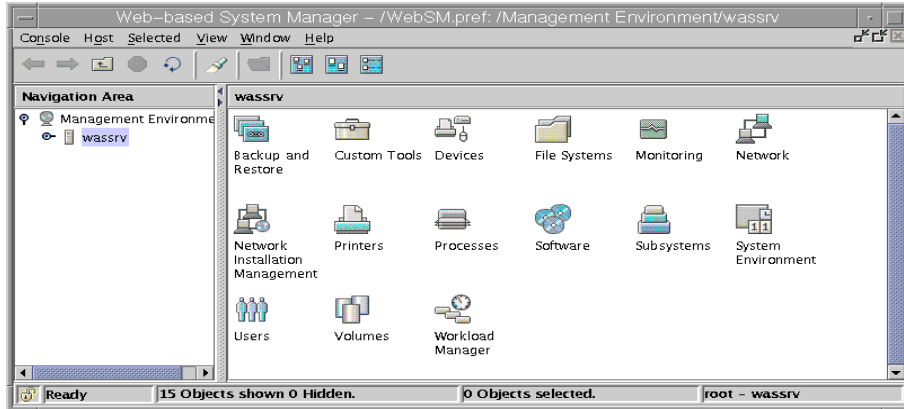 Web-based System Manager - /WebSM.pref: /Management Environment/wassrv
Console Host Selected View Window Help
Navigation Area
wassrv
Management Environme
wassrv
Backup and
Restore
Custom Tools
Devices
File Systems
Monitoring
Network
Network
Installation
Management
Printers
Processes
Software
Subsystems
System
Environment
Users
Volumes
Workload
Manager
Ready
15 Objects shown 0 Hidden.
0 Objects selected.
root - wassrv